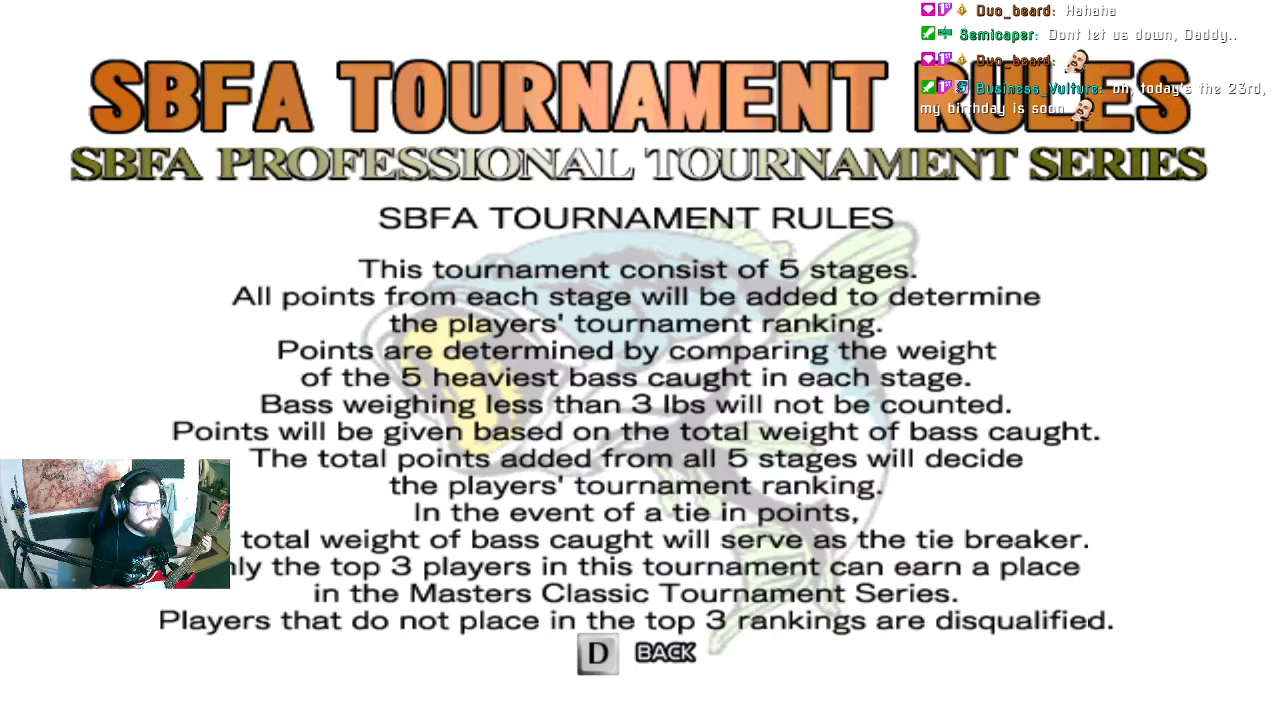 Duo_beard: Hahaha
Semicaper: Dont let us down, Daddy..
Duo_beard:
Business_Vulture: oh, today's the 23rd,
my birthday is soon
SBFA TOURNAMENT RULES
SBFA PROFESSIONAL TOURNAMENT SERIES
SBFA TOURNAMENT RULES
This tournament consist of 5 stages.
All points from each stage will be added to determine
the players' tournament ranking.
Points are determined by comparing the weight
of the 5 heaviest bass caught in each stage.
Bass weighing less than 3 lbs will not be counted.
Points will be given based on the total weight of bass caught.
The total points added from all 5 stages will decide
the players' tournament ranking.
In the event of a tie in points,
total weight of bass caught will serve as the tie breaker.
nly the top 3 players in this tournament can earn a place
in the Masters Classic Tournament Series.
Players that do not place in the top 3 rankings are disqualified.
D BACK